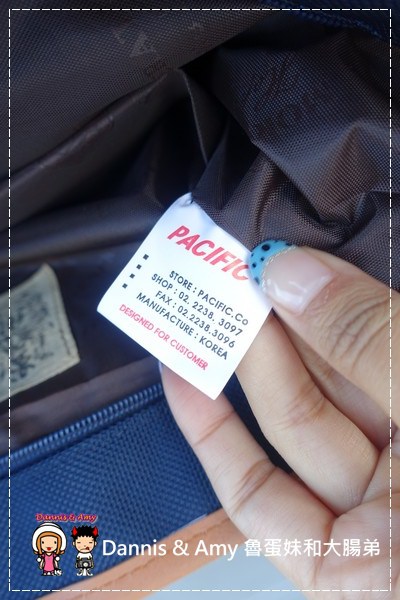 PACIFIC
STORE : PACIFIC.Co
SHOP : 02. 2238. 3097
FAX : 02.2238.3096
MANUFACTURE : KOREA
DESIGNED FOR CUSTOMER
Dannis & Amy
Dannis & Amy 魯蛋妹和大腸弟